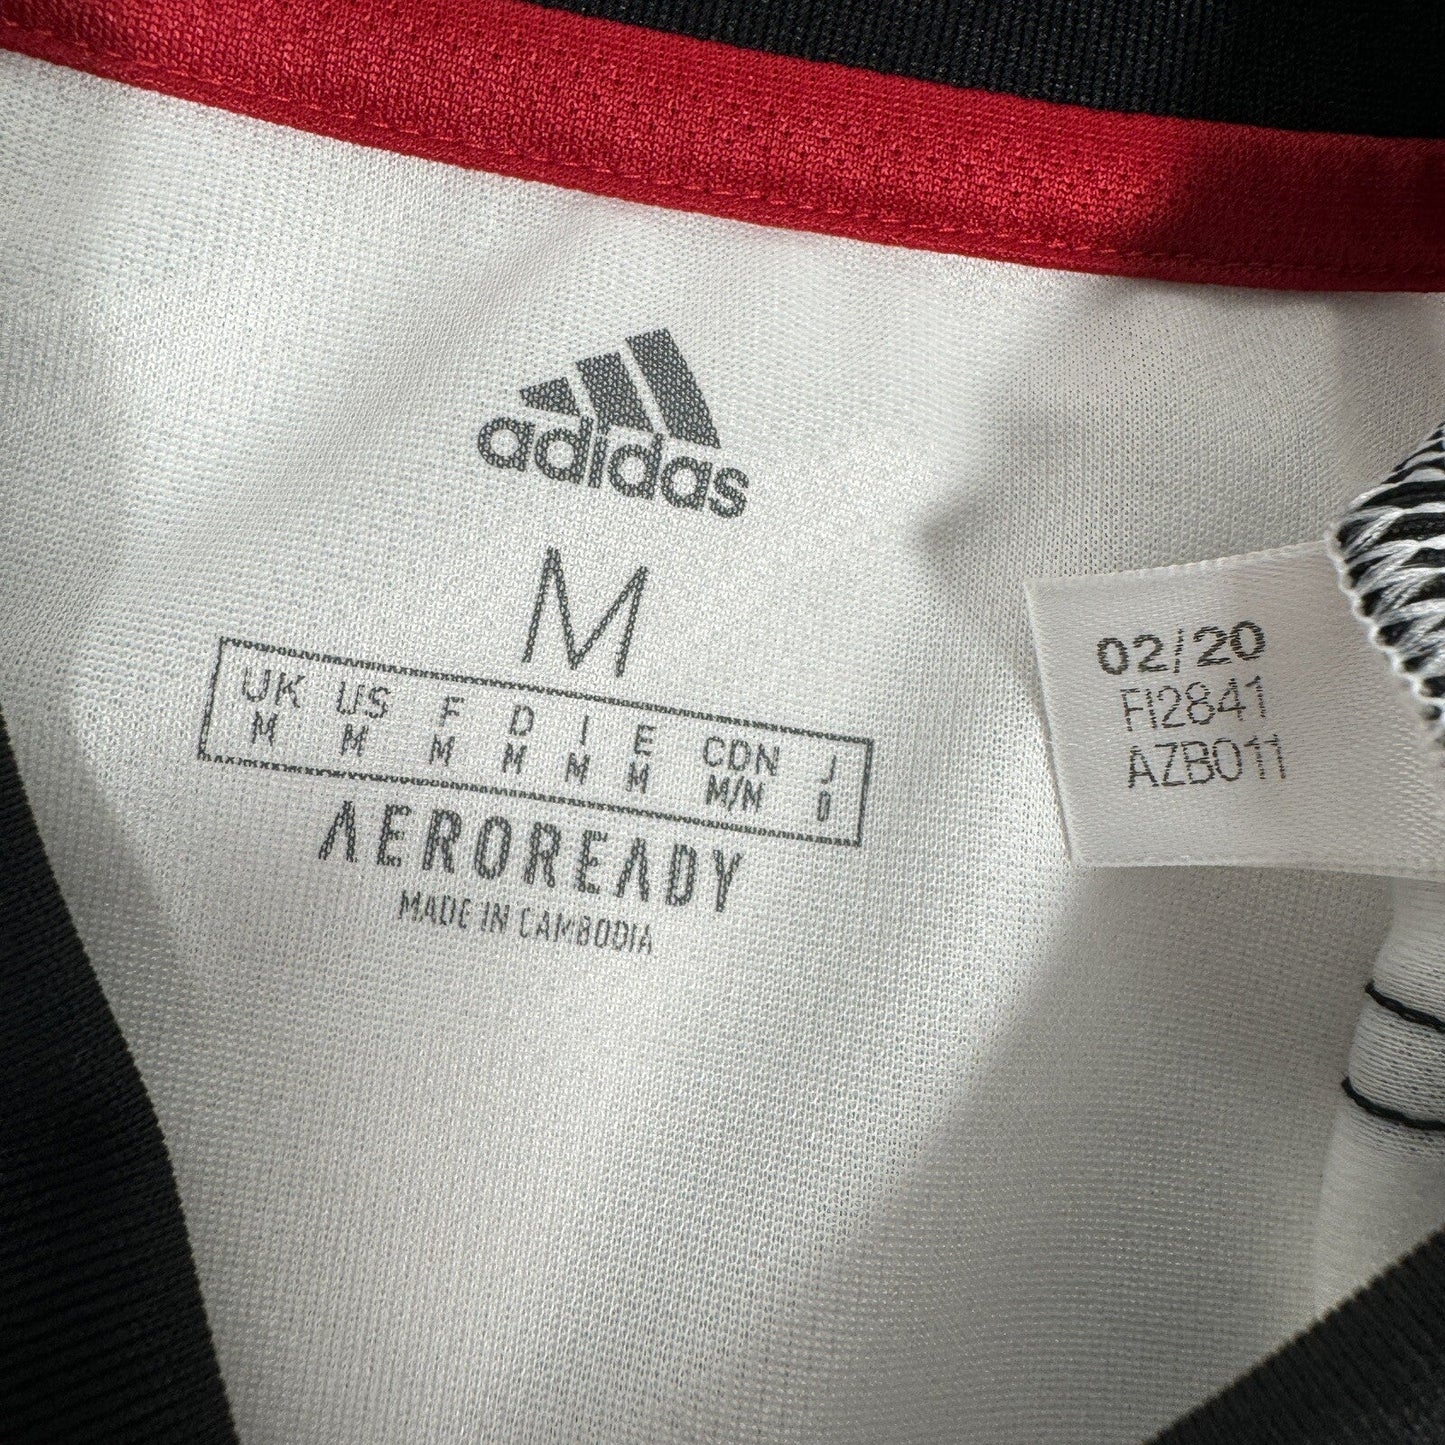 adidas
M
UK US F D I E CDN J
M M M M M M M/M O
AEROREADY
MADE IN CAMBODIA
02/20
FI2841
AZB011